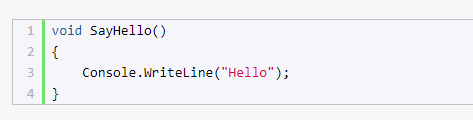 1 void SayHello()
2 {
3     Console.WriteLine("Hello");
4 }